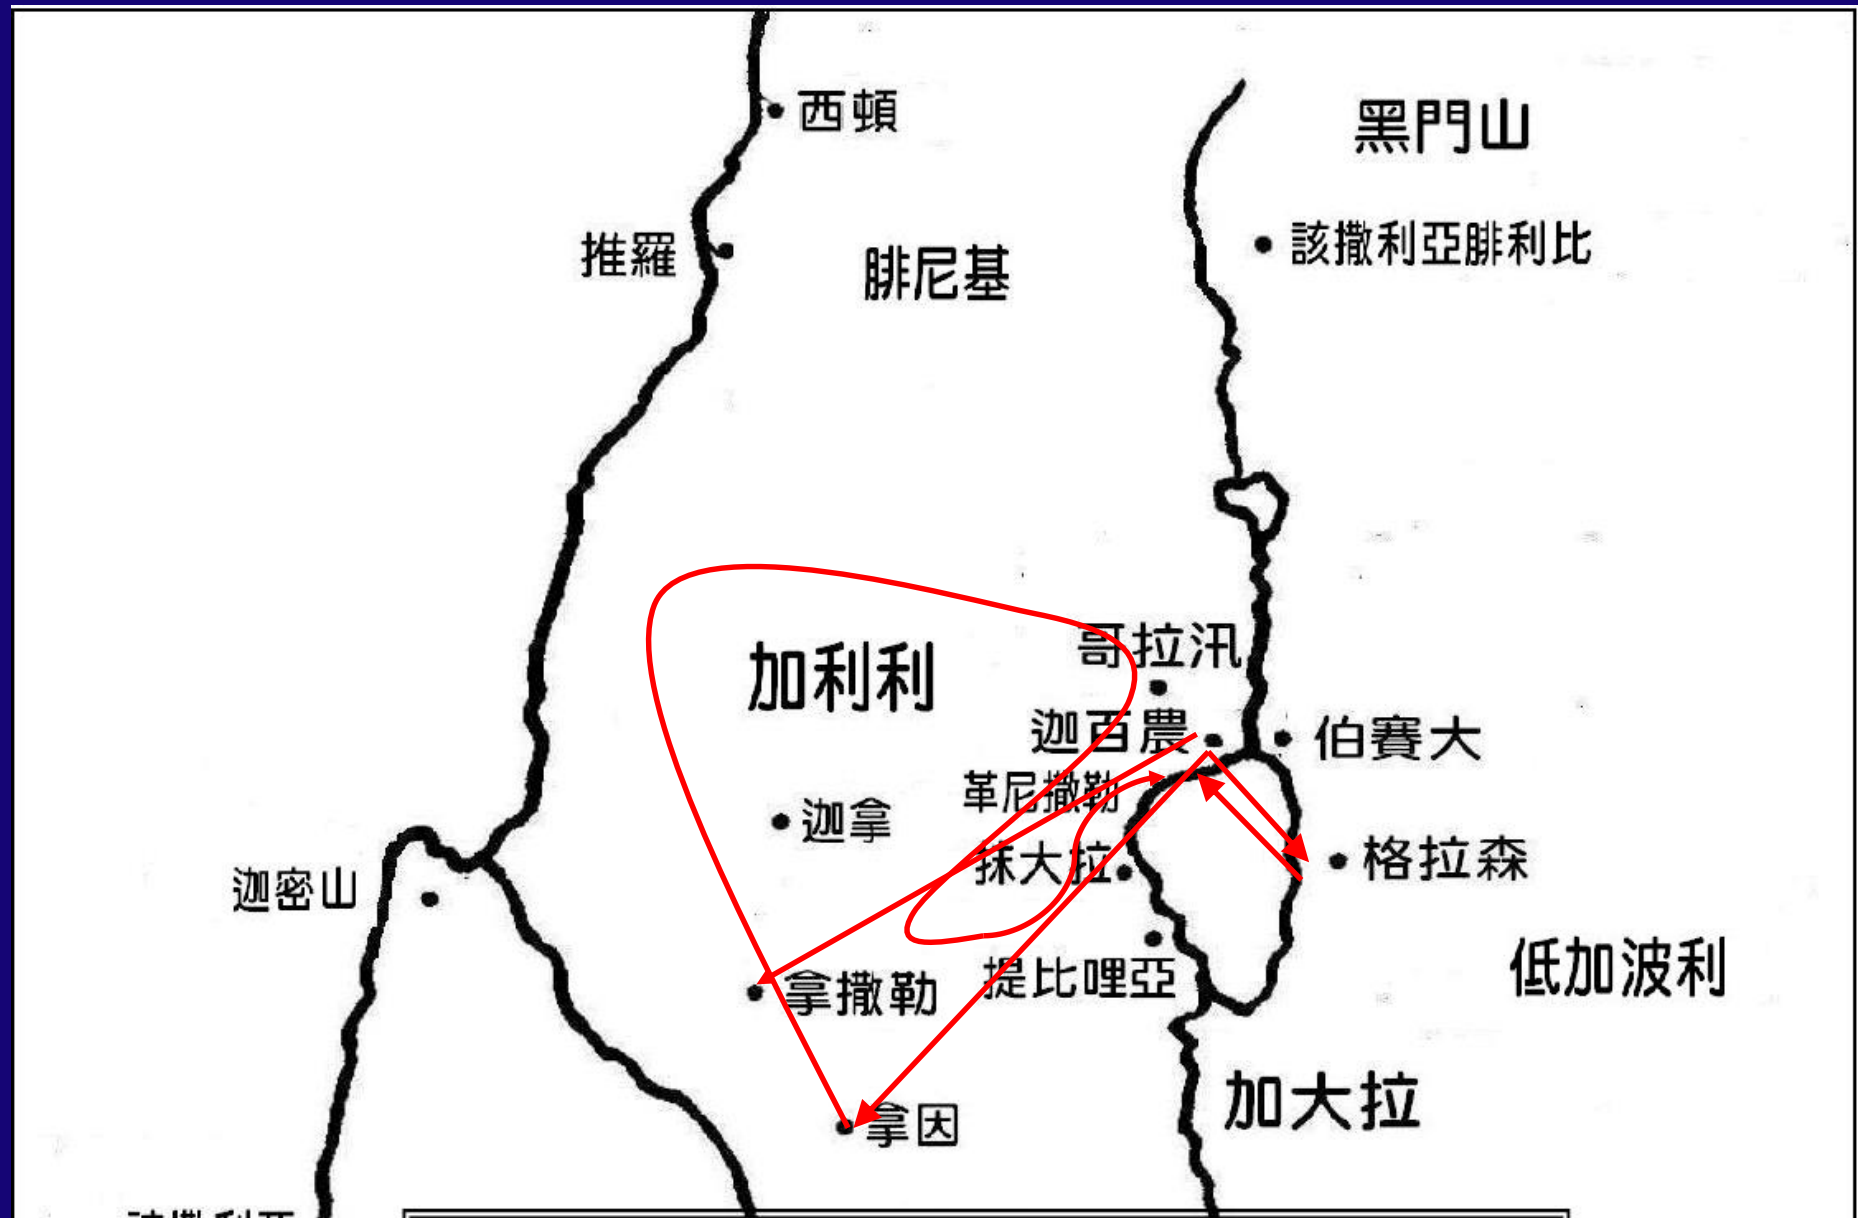 西頓
黑門山
推羅
腓尼基
該撒利亞腓利比
哥拉汛
加利利
迦百農
伯賽大
革尼撒勒
迦拿
抹大拉
格拉森
迦密山
提比哩亞
低加波利
拿撒勒
加大拉
拿因